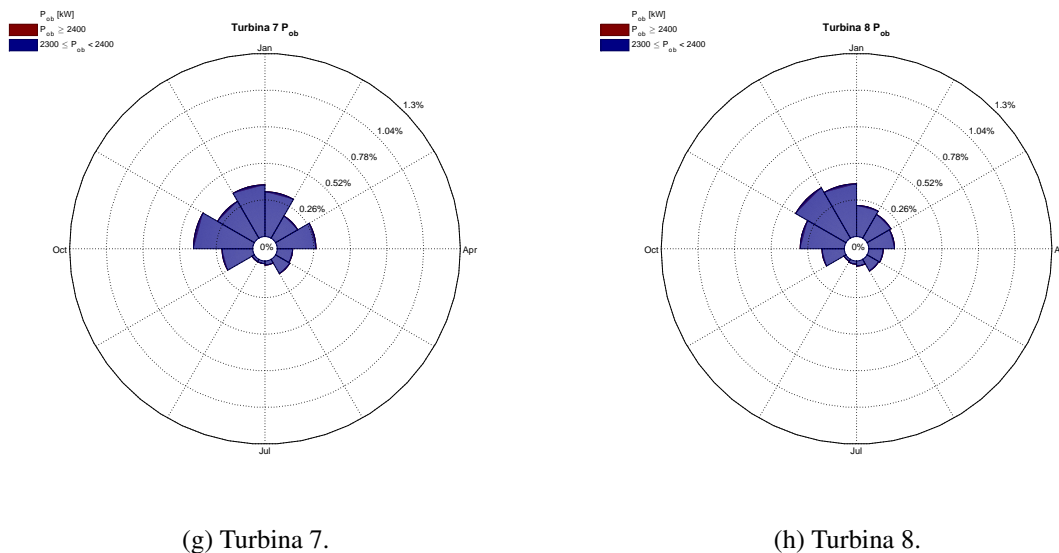 P_ob [kW]
P_ob ≥ 2400
2300 ≤ P_ob < 2400
Turbina 7 P_ob
Jan
1.3%
1.04%
0.78%
0.52%
0.26%
0%
Oct
Apr
Jul
(g) Turbina 7.
P_ob [kW]
P_ob ≥ 2400
2300 ≤ P_ob < 2400
Turbina 8 P_ob
Jan
1.3%
1.04%
0.78%
0.52%
0.26%
0%
Oct
A
Jul
(h) Turbina 8.